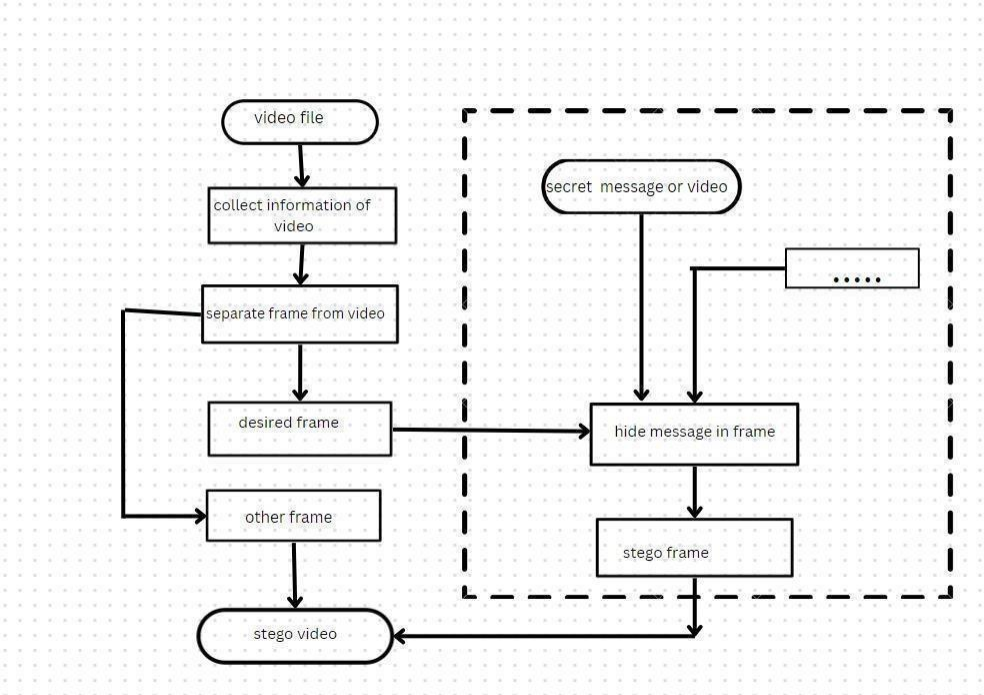 video file
collect information of
video
separate frame from video
desired frame
other frame
stego video
secret message or video
.....
hide message in frame
stego frame